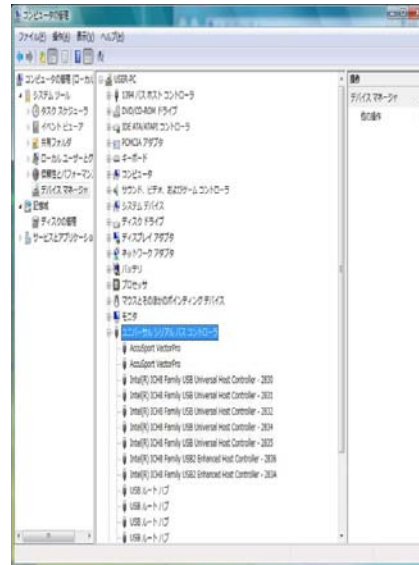 コンピュータの管理
ファイル(F) 操作(A) 表示(V) ヘルプ(H)
コンピュータの管理 (ローカル
システム ツール
タスク スケジューラ
イベント ビューア
共有フォルダ
ローカル ユーザーとグ
信頼性とパフォーマン
デバイス マネージャ
記憶域
ディスクの管理
サービスとアプリケーショ
USER-PC
1394 バス ホスト コントローラ
DVD/CD-ROM ドライブ
IDE ATA/ATAPI コントローラ
PCMCIA アダプタ
キーボード
コンピュータ
サウンド、ビデオ、およびゲーム コントローラ
システム デバイス
ディスク ドライブ
ディスプレイ アダプタ
ネットワーク アダプタ
バッテリ
プロセッサ
マウスとそのほかのポインティング デバイス
モニタ
ユニバーサル シリアル バス コントローラ
AccuSport VectorPro
AccuSport VectorPro
Intel(R) ICH8 Family USB Universal Host Controller - 2830
Intel(R) ICH8 Family USB Universal Host Controller - 2831
Intel(R) ICH8 Family USB Universal Host Controller - 2832
Intel(R) ICH8 Family USB Universal Host Controller - 2834
Intel(R) ICH8 Family USB Universal Host Controller - 2835
Intel(R) ICH8 Family USB2 Enhanced Host Controller - 2836
Intel(R) ICH8 Family USB2 Enhanced Host Controller - 283A
USB ルート ハブ
USB ルート ハブ
USB ルート ハブ
USB ルート ハブ
操作
デバイス マネージャ
他の操作